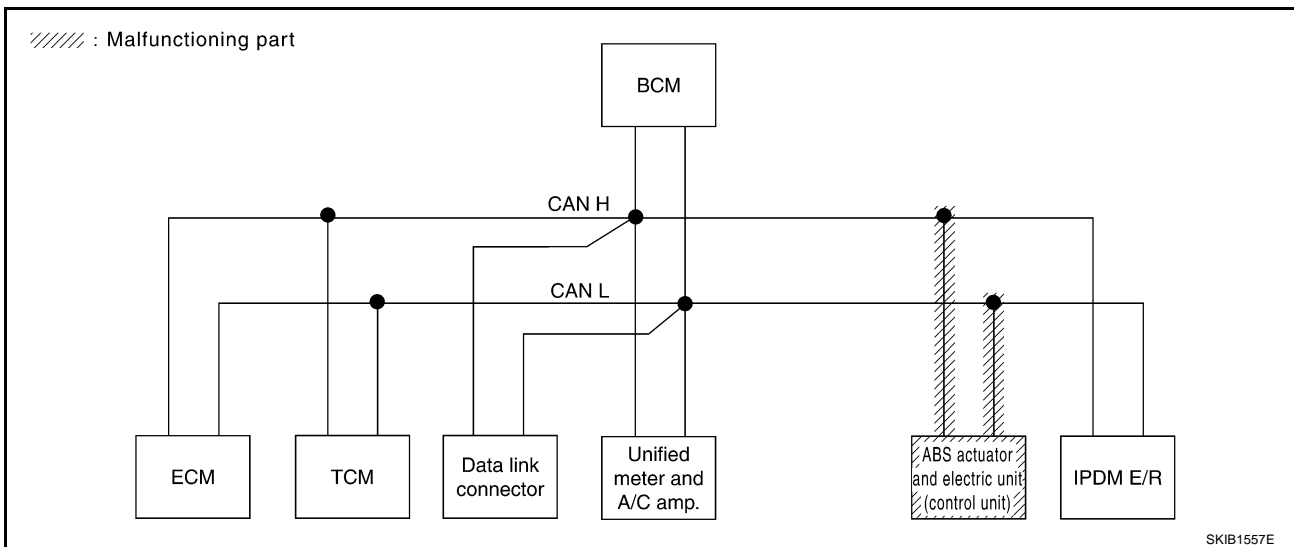 : Malfunctioning part
BCM
CAN H
CAN L
ECM
TCM
Data link
connector
Unified
meter and
A/C amp.
ABS actuator
and electric unit
(control unit)
IPDM E/R
SKIB1557E